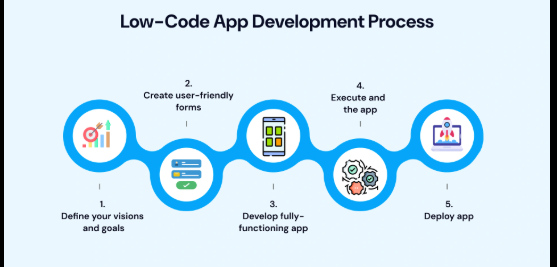 Low-Code App Development Process
1.
Define your visions
and goals
2.
Create user-friendly
forms
3.
Develop fully-
functioning app
4.
Execute and
the app
5.
Deploy app